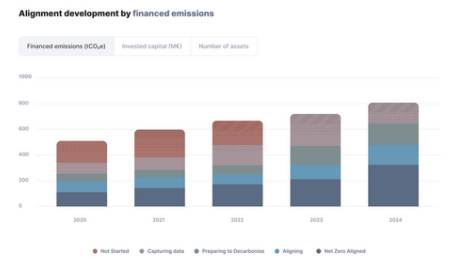 Alignment development by financed emissions
Financed emissions (tCO₂e) Invested capital (M€) Number of assets
1000
800
600
400
200
0
2020 2021 2022 2023 2024
Not Started Capturing data Preparing to Decarbonise Aligning Net Zero Aligned